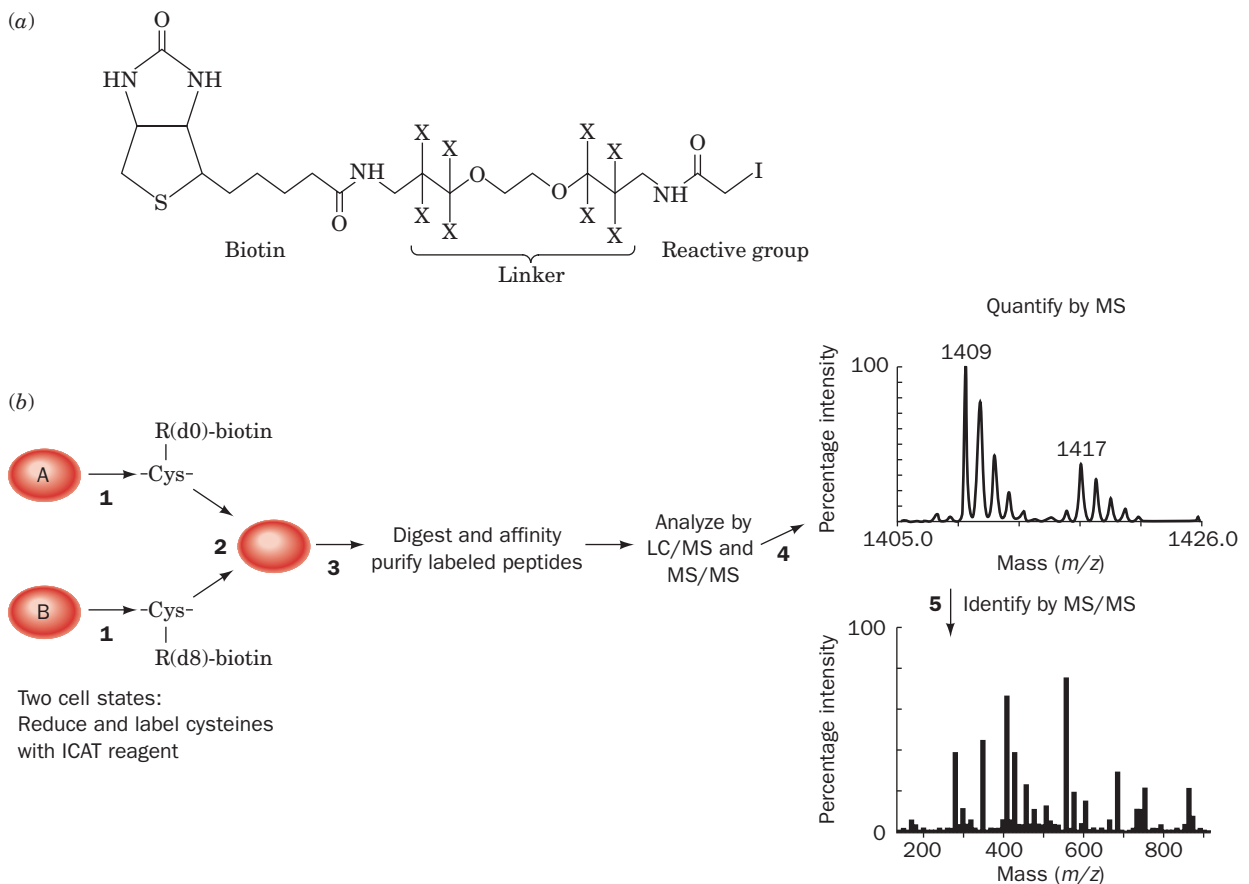 (a)
O
HN
NH
S
O
NH
X
X
X
X
O
O
X
X
X
X
NH
O
I
Biotin
Linker
Reactive group
(b)
A
1
R(d0)-biotin
-Cys-
2
B
1
-Cys-
R(d8)-biotin
Two cell states:
Reduce and label cysteines
with ICAT reagent
3
Digest and affinity
purify labeled peptides
Analyze by
LC/MS and
MS/MS
4
Quantify by MS
Percentage intensity
100
1409
1417
1405.0
1426.0
Mass (m/z)
5
Identify by MS/MS
Percentage intensity
100
0
200
400
600
800
Mass (m/z)